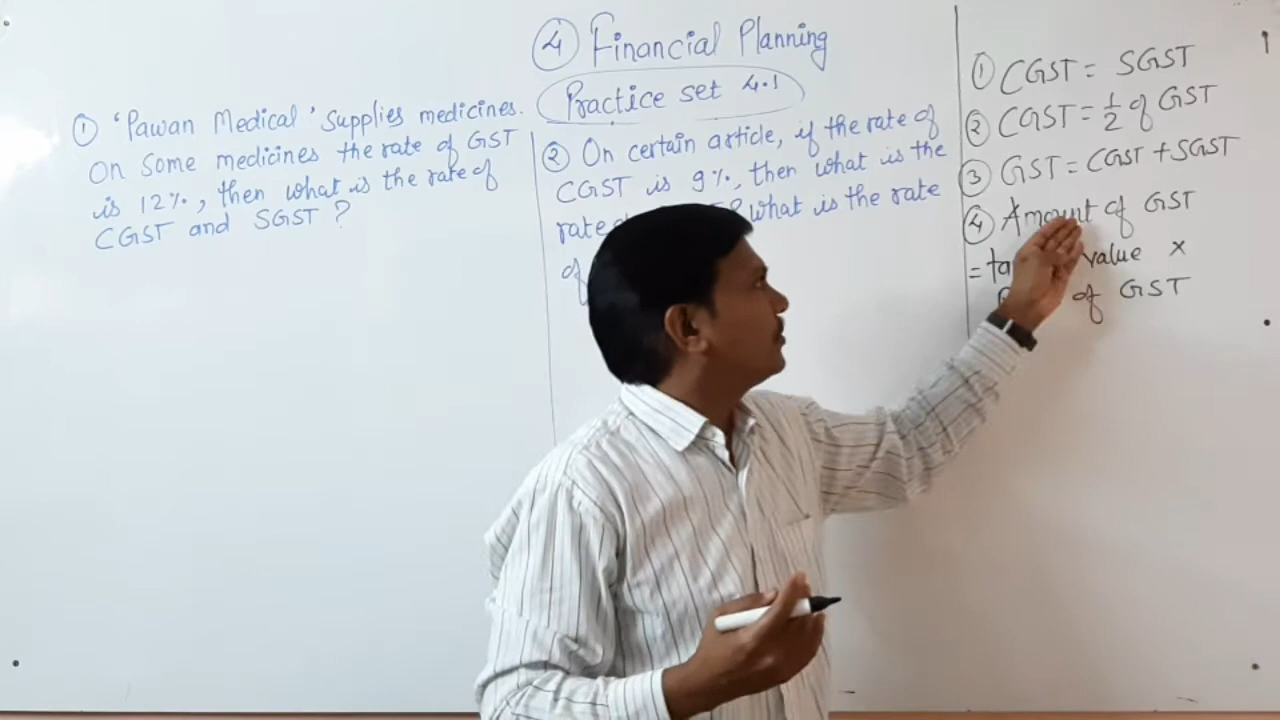 ④ Financial Planning
Practice set 4.1
① 'Pawan Medical' Supplies medicines.
On Some medicines the rate of GST
is 12%, then what is the rate of
CGST and SGST ?
② On certain article, if the rate of
CGST is 9%, then what is the
rate what is the rate
of
① CGST = SGST
② CGST = 1/2 of GST
③ GST = CGST + SGST
④ Amount of GST
= value ×
of GST